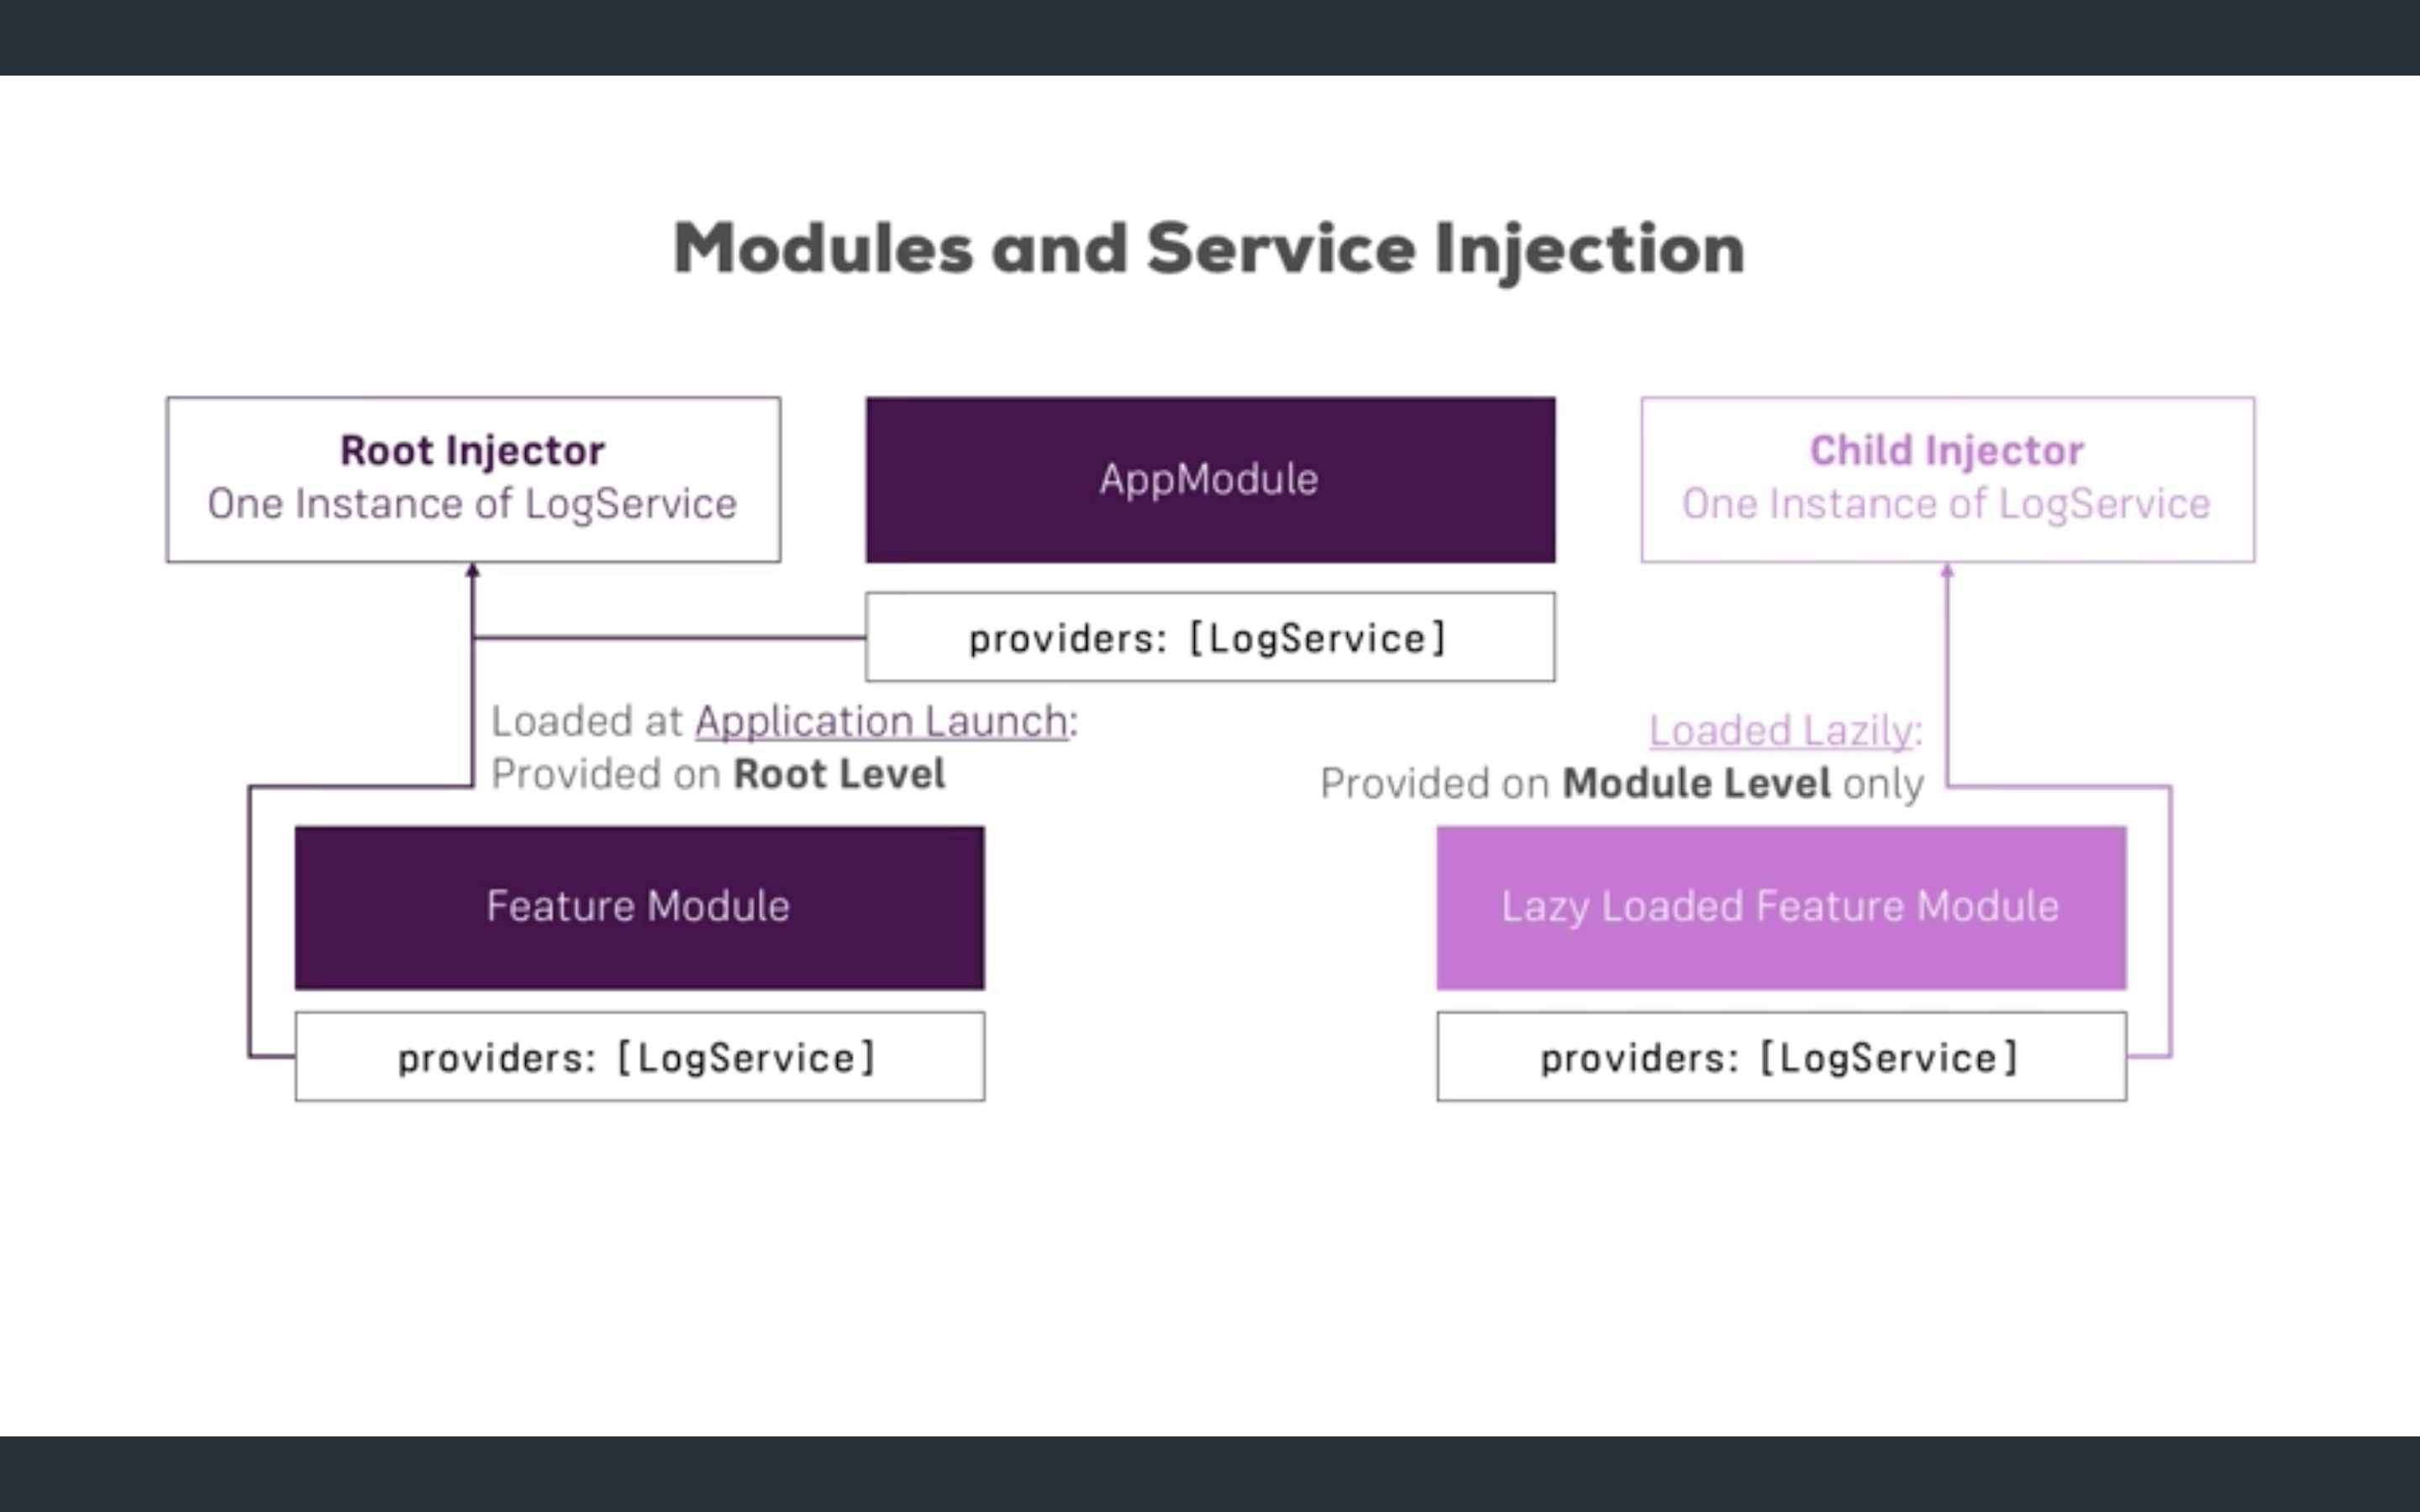 Modules and Service Injection
Root Injector
One Instance of LogService
AppModule
Child Injector
One Instance of LogService
providers: [LogService]
Loaded at Application Launch:
Provided on Root Level
Loaded Lazily:
Provided on Module Level only
Feature Module
Lazy Loaded Feature Module
providers: [LogService]
providers: [LogService]